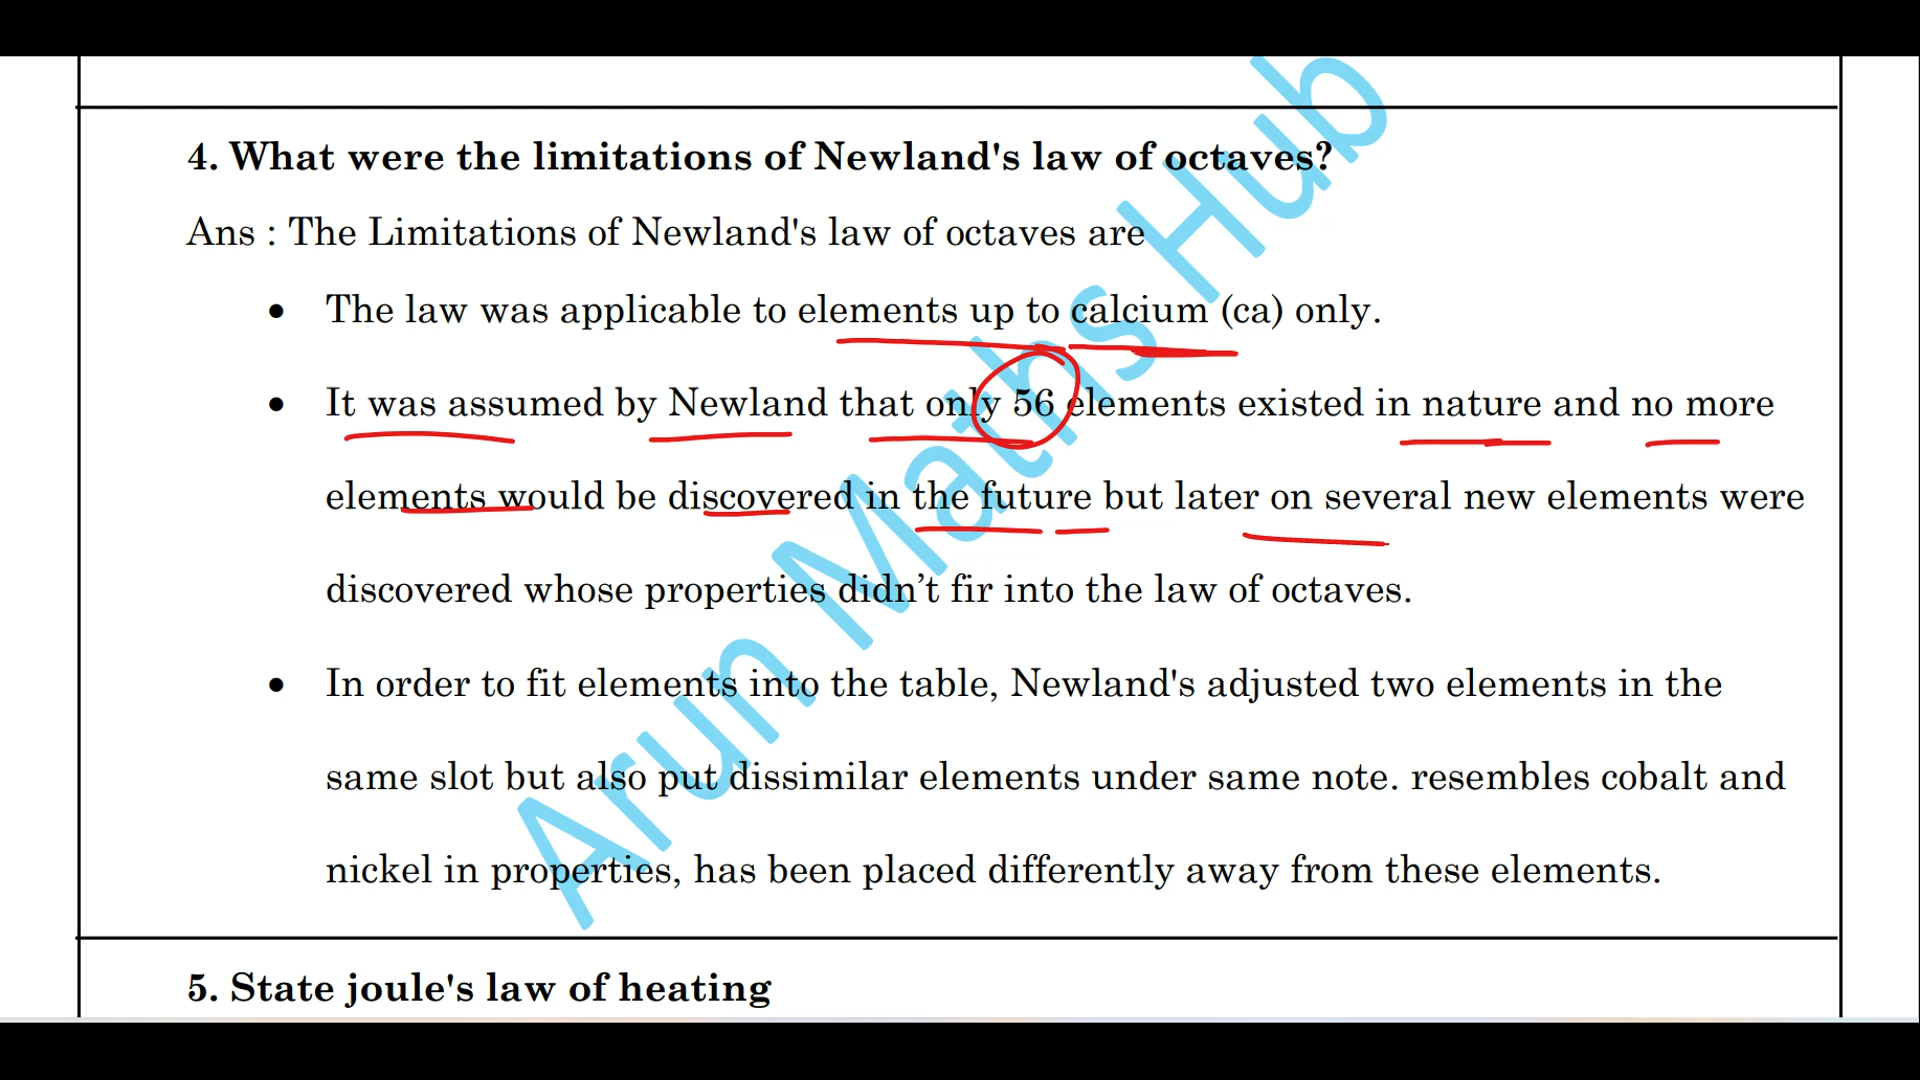 4. What were the limitations of Newland's law of octaves?
Ans : The Limitations of Newland's law of octaves are
• The law was applicable to elements up to calcium (ca) only.
• It was assumed by Newland that only 56 elements existed in nature and no more
elements would be discovered in the future but later on several new elements were
discovered whose properties didn’t fir into the law of octaves.
• In order to fit elements into the table, Newland's adjusted two elements in the
same slot but also put dissimilar elements under same note. resembles cobalt and
nickel in properties, has been placed differently away from these elements.
5. State joule's law of heating
Arun Maths Hub